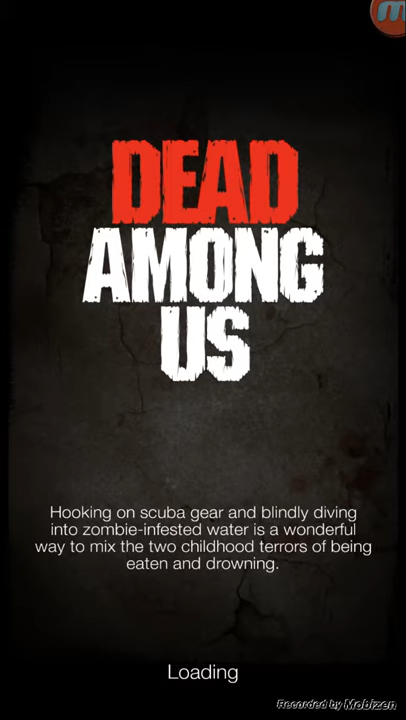 m
DEAD
AMONG
US
Hooking on scuba gear and blindly diving
into zombie-infested water is a wonderful
way to mix the two childhood terrors of being
eaten and drowning.
Loading
Recorded by Mobizen